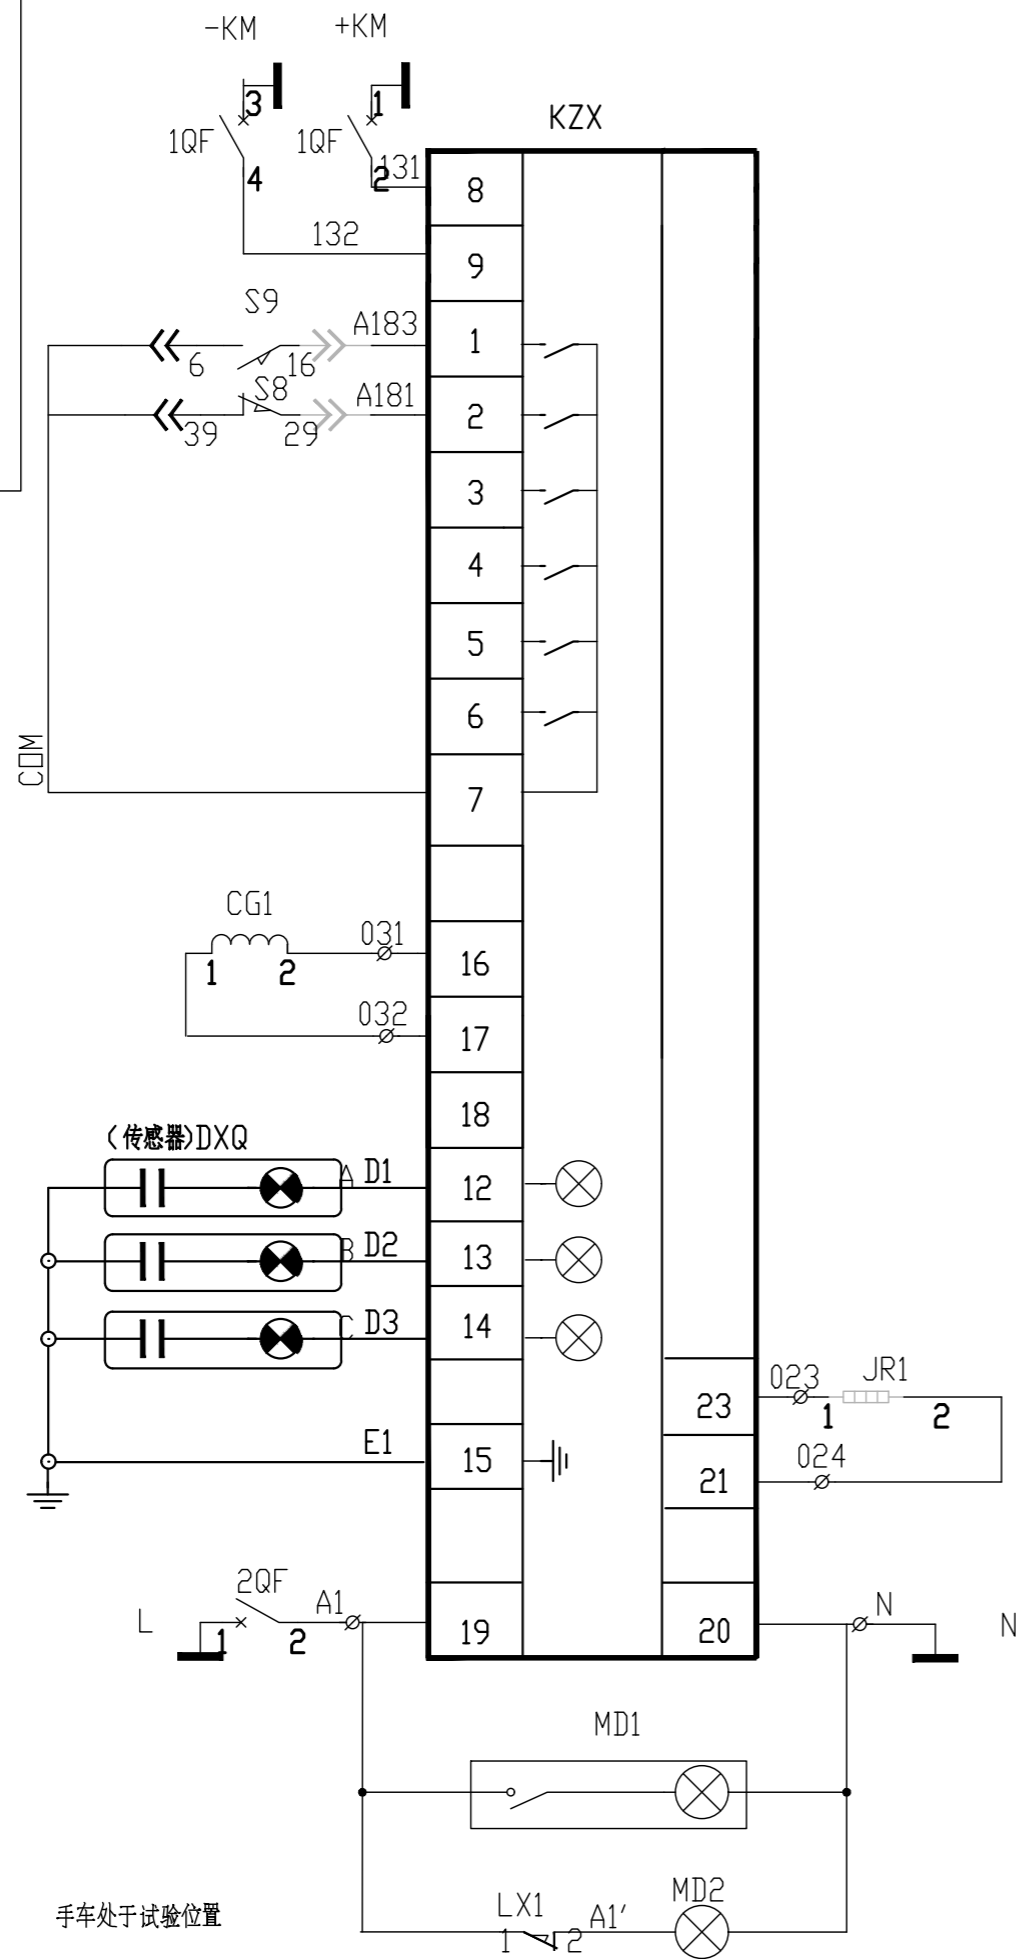 -KM +KM
3 1
KZX
1QF 1QF
4 2 131
8
132
9
S9
A183
6 16
1
S8
A181
39 29
2
3
4
5
6
COM
7
CG1
031
1 2
16
032
17
18
(传感器)DXQ
A D1
12
B D2
13
C D3
14
023 JR1
23
1 2
E1
15
024
21
2QF
L A1
1 2
19
20
N
N
MD1
LX1 MD2
1 2 A1'
手车处于试验位置